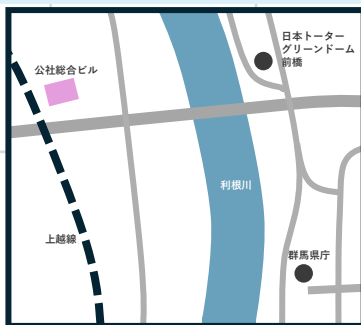 日本トーター
グリーンドーム
前橋
公社総合ビル
利根川
上越線
群馬県庁